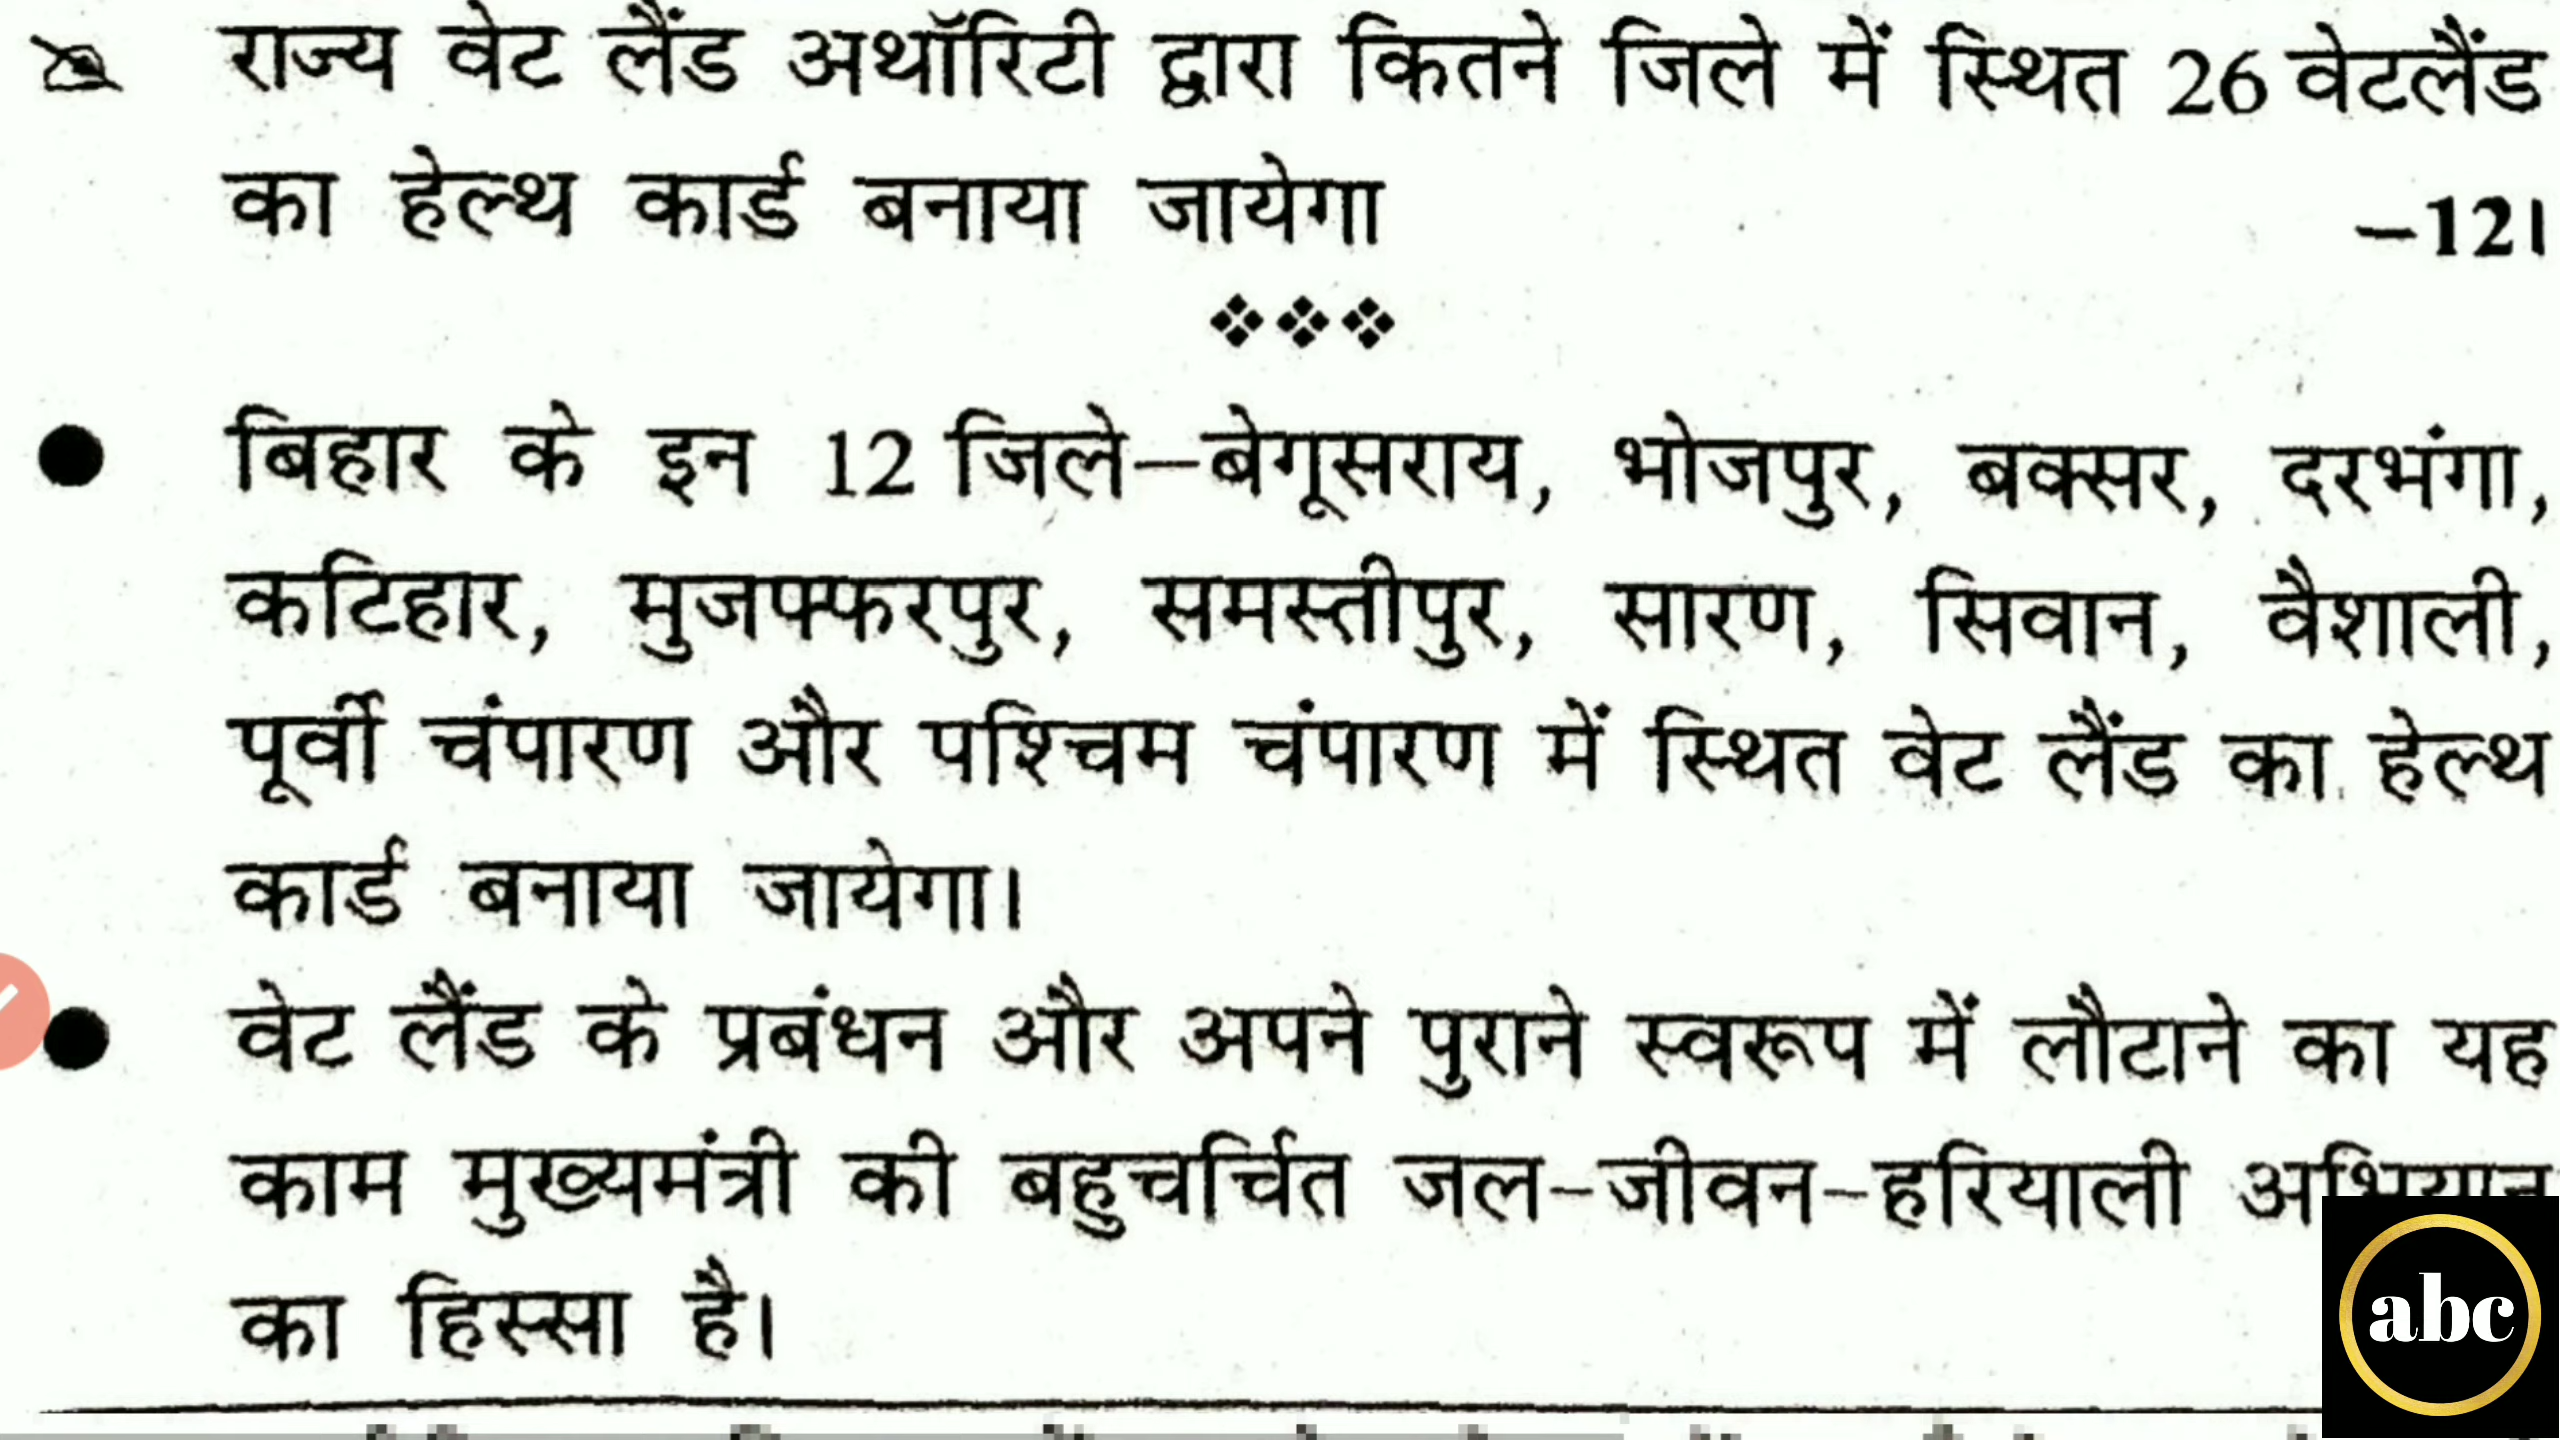 राज्य वेट लैंड अथॉरिटी द्वारा कितने जिले में स्थित 26 वेटलैंड
का हेल्थ कार्ड बनाया जायेगा –12।
❖❖❖
● बिहार के इन 12 जिले–बेगूसराय, भोजपुर, बक्सर, दरभंगा,
कटिहार, मुजफ्फरपुर, समस्तीपुर, सारण, सिवान, वैशाली,
पूर्वी चंपारण और पश्चिम चंपारण में स्थित वेट लैंड का हेल्थ
कार्ड बनाया जायेगा।
● वेट लैंड के प्रबंधन और अपने पुराने स्वरूप में लौटाने का यह
काम मुख्यमंत्री की बहुचर्चित जल-जीवन-हरियाली अभियान
का हिस्सा है।
abc